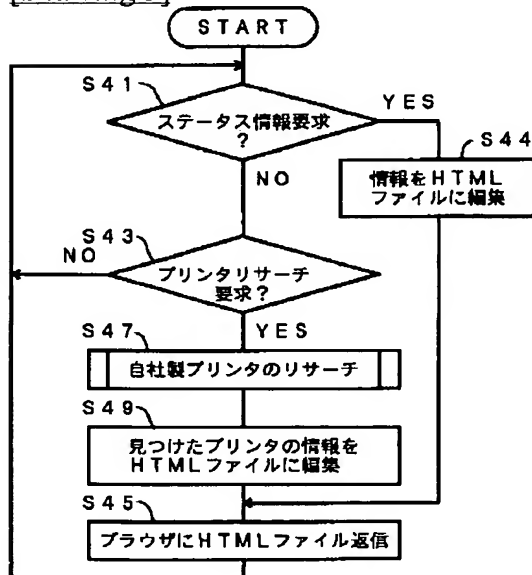 START
S41
ステータス情報要求
?
YES
S44
情報をHTML
ファイルに編集
NO
S43
NO
プリンタリサーチ
要求?
YES
S47
自社製プリンタのリサーチ
S49
見つけたプリンタの情報を
HTMLファイルに編集
S45
ブラウザにHTMLファイル返信